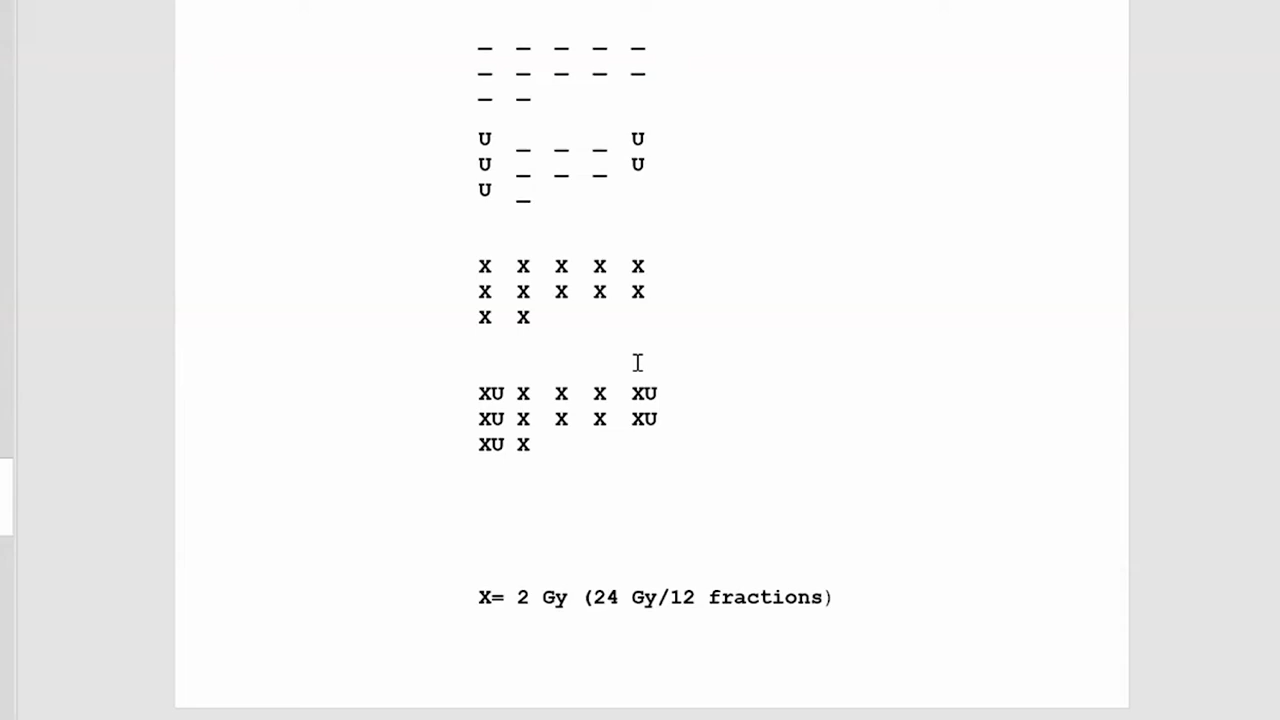 _ _ _ _ _
_ _ _ _ _
_ _
U _ _ _ U
U _ _ _ U
U _
X X X X X
X X X X X
X X
XU X X X XU
XU X X X XU
XU X
X= 2 Gy (24 Gy/12 fractions)